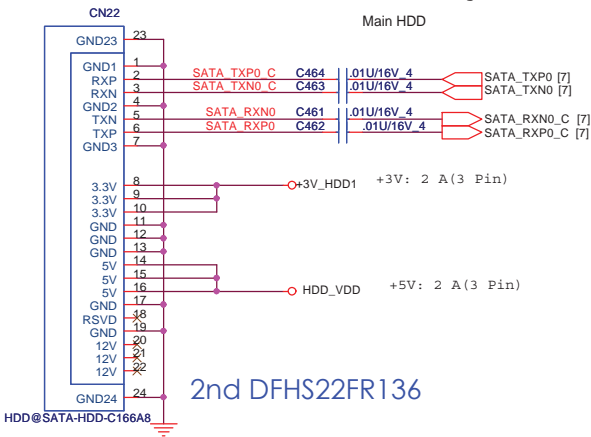 CN22
Main HDD
GND23 23
GND1 1
RXP 2 SATA_TXP0_C C464 .01U/16V_4 SATA_TXP0 [7]
RXN 3 SATA_TXN0_C C463 .01U/16V_4 SATA_TXN0 [7]
GND2 4
TXN 5 SATA_RXN0 C461 .01U/16V_4 SATA_RXN0_C [7]
TXP 6 SATA_RXP0 C462 .01U/16V_4 SATA_RXP0_C [7]
GND3 7
3.3V 8 +3V_HDD1 +3V: 2 A(3 Pin)
3.3V 9
3.3V 10
GND 11
GND 12
GND 13
5V 14
5V 15
5V 16 HDD_VDD +5V: 2 A(3 Pin)
GND 17
RSVD 18
GND 19
12V 20
12V 21
12V 22
GND24 24
2nd DFHS22FR136
HDD@SATA-HDD-C166A8